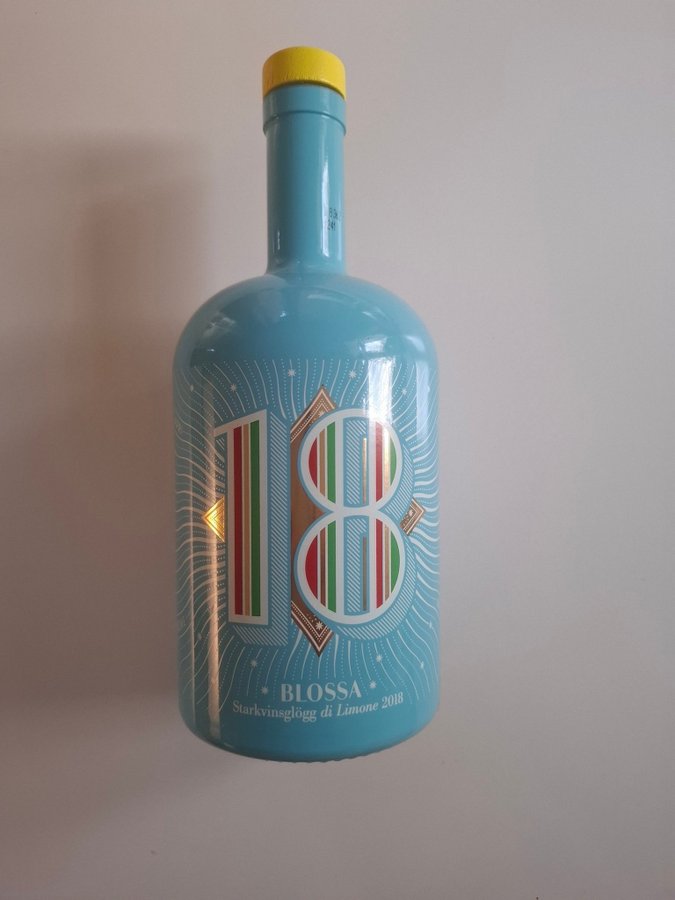 18
BLOSSA
Starkvinsglögg di Limone 2018